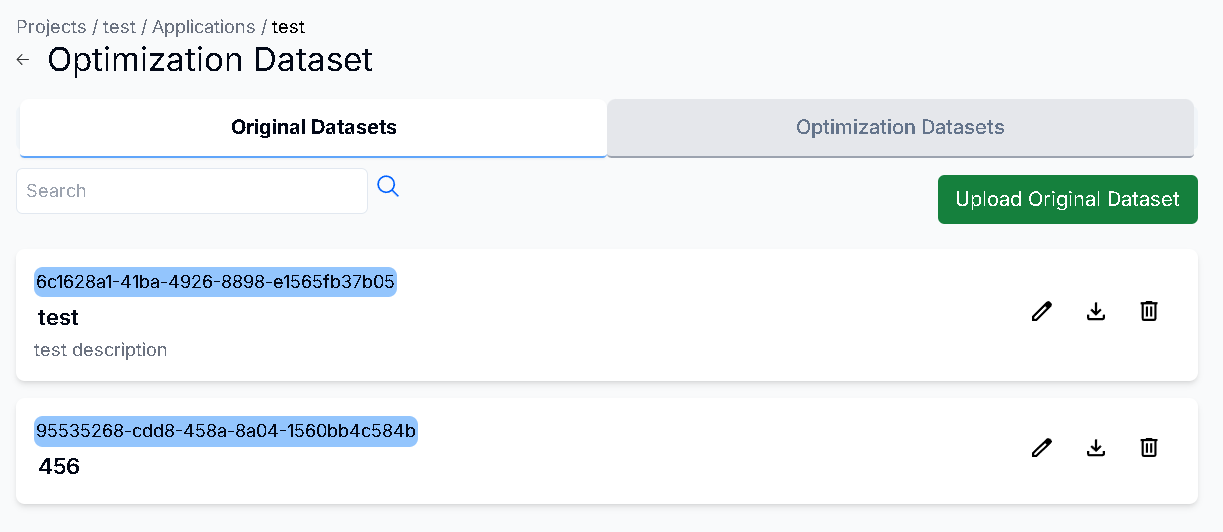 Projects / test / Applications / test
← Optimization Dataset
Original Datasets
Optimization Datasets
Search
Upload Original Dataset
6c1628a1-41ba-4926-8898-e1565fb37b05
test
test description
95535268-cdd8-458a-8a04-1560bb4c584b
456